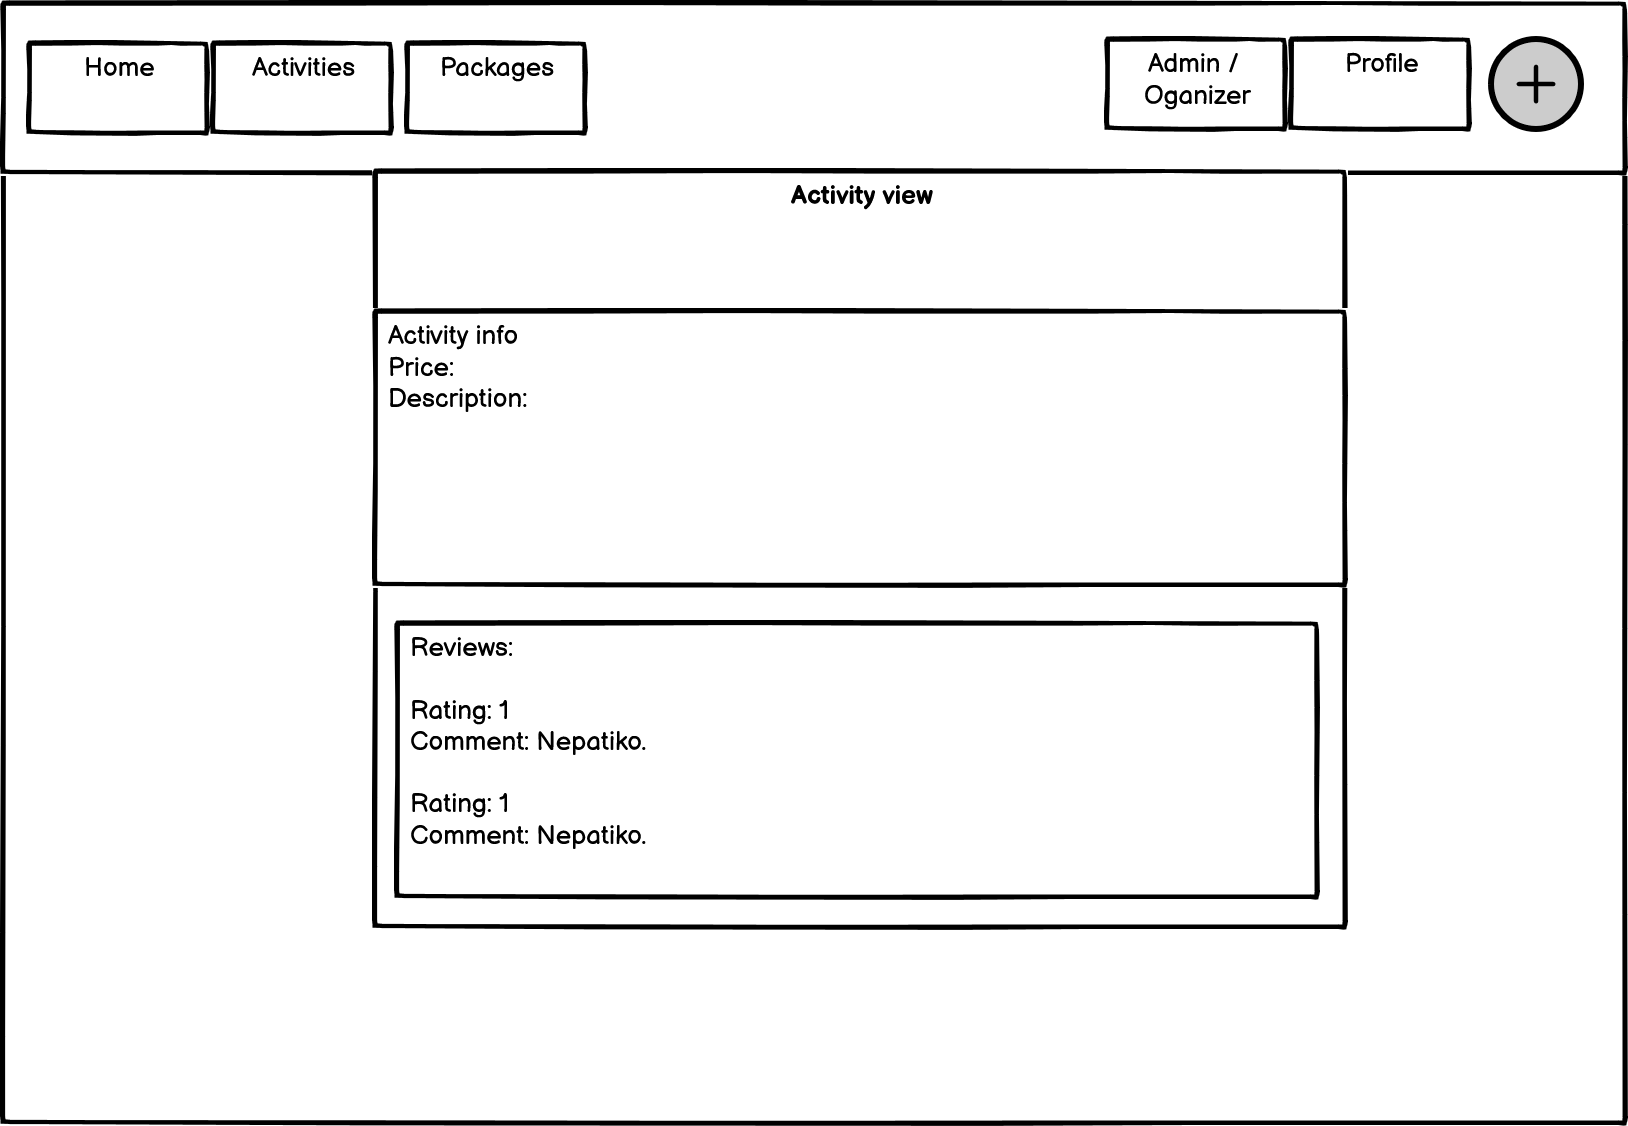 Home
Activities
Packages
Admin /
Oganizer
Profile
Activity view
Activity info
Price:
Description:
Reviews:
Rating: 1
Comment: Nepatiko.
Rating: 1
Comment: Nepatiko.